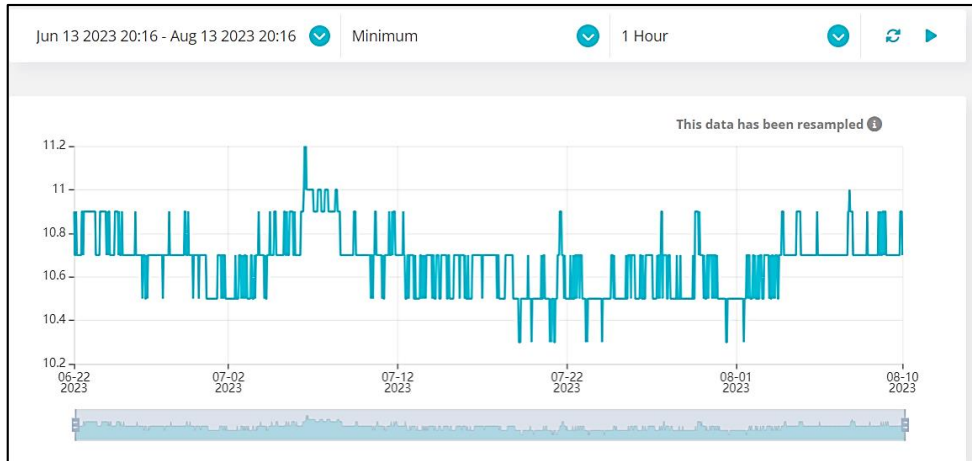 Jun 13 2023 20:16 - Aug 13 2023 20:16 Minimum 1 Hour
This data has been resampled
11.2
11
10.8
10.6
10.4
10.2
06-22 07-02 07-12 07-22 08-01 08-10
2023 2023 2023 2023 2023 2023